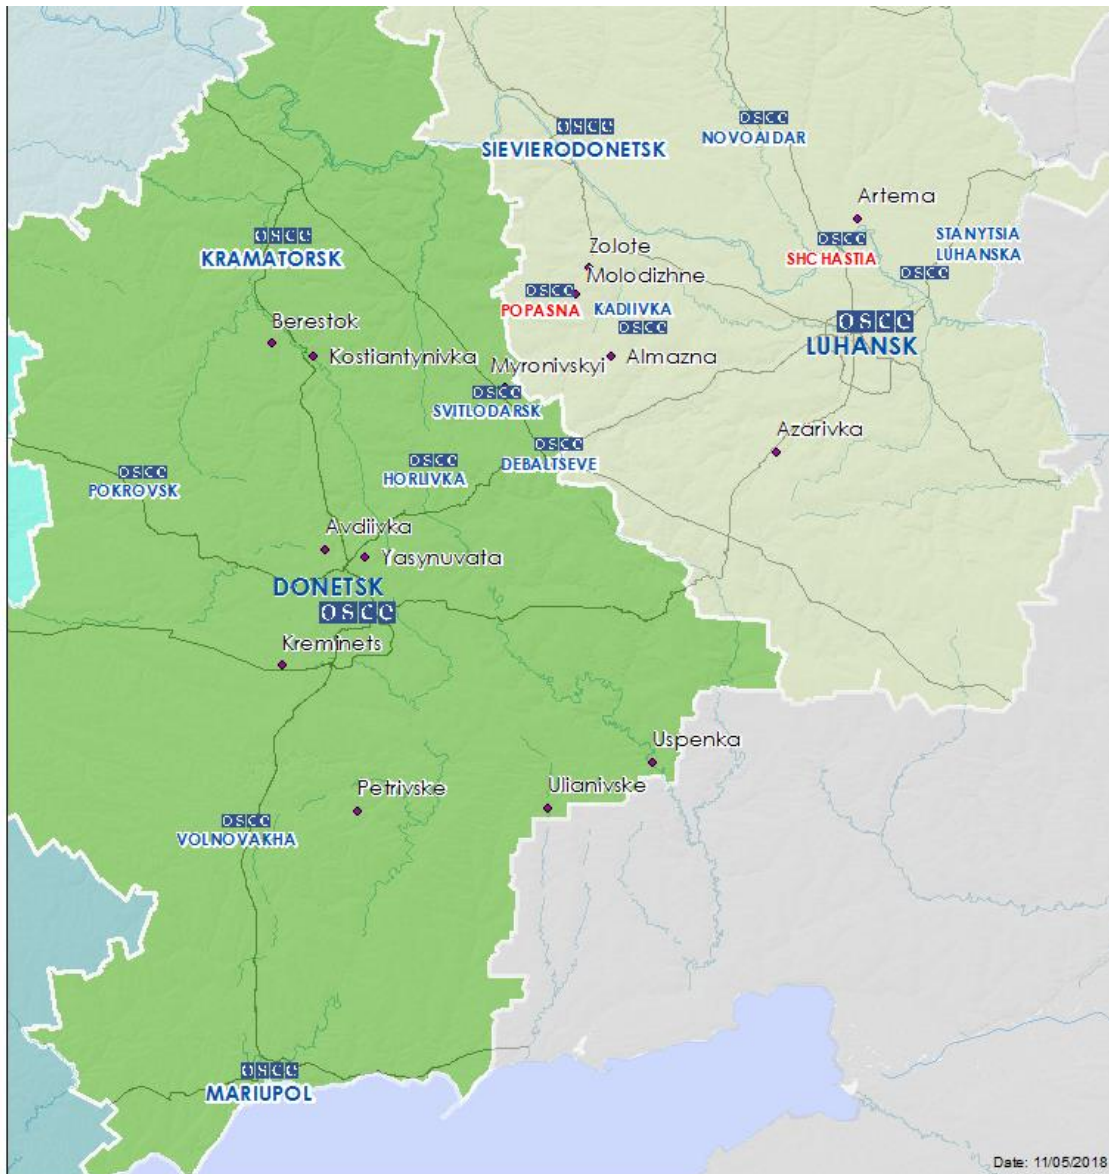 OSCE
SIEVIERODONETSK
OSCE
NOVOAIDAR
Artema
OSCE
SHCHASTIA
STANYTSIA
LUHANSKA
OSCE
OSCE
KRAMATORSK
Zolote
Molodizhne
OSCE
POPASNA
KADIIVKA
OSCE
OSCE
LUHANSK
Berestok
Kostiantynivka
Almazna
Myronivskyi
OSCE
SVITLODARSK
Azarivka
OSCE
DEBALTSEVE
OSCE
HORLIVKA
OSCE
POKROVSK
Avdiivka
Yasynuvata
DONETSK
OSCE
Kreminets
Uspenka
Petrivske
Ulianivske
OSCE
VOLNOVAKHA
OSCE
MARIUPOL
Date: 11/05/2018